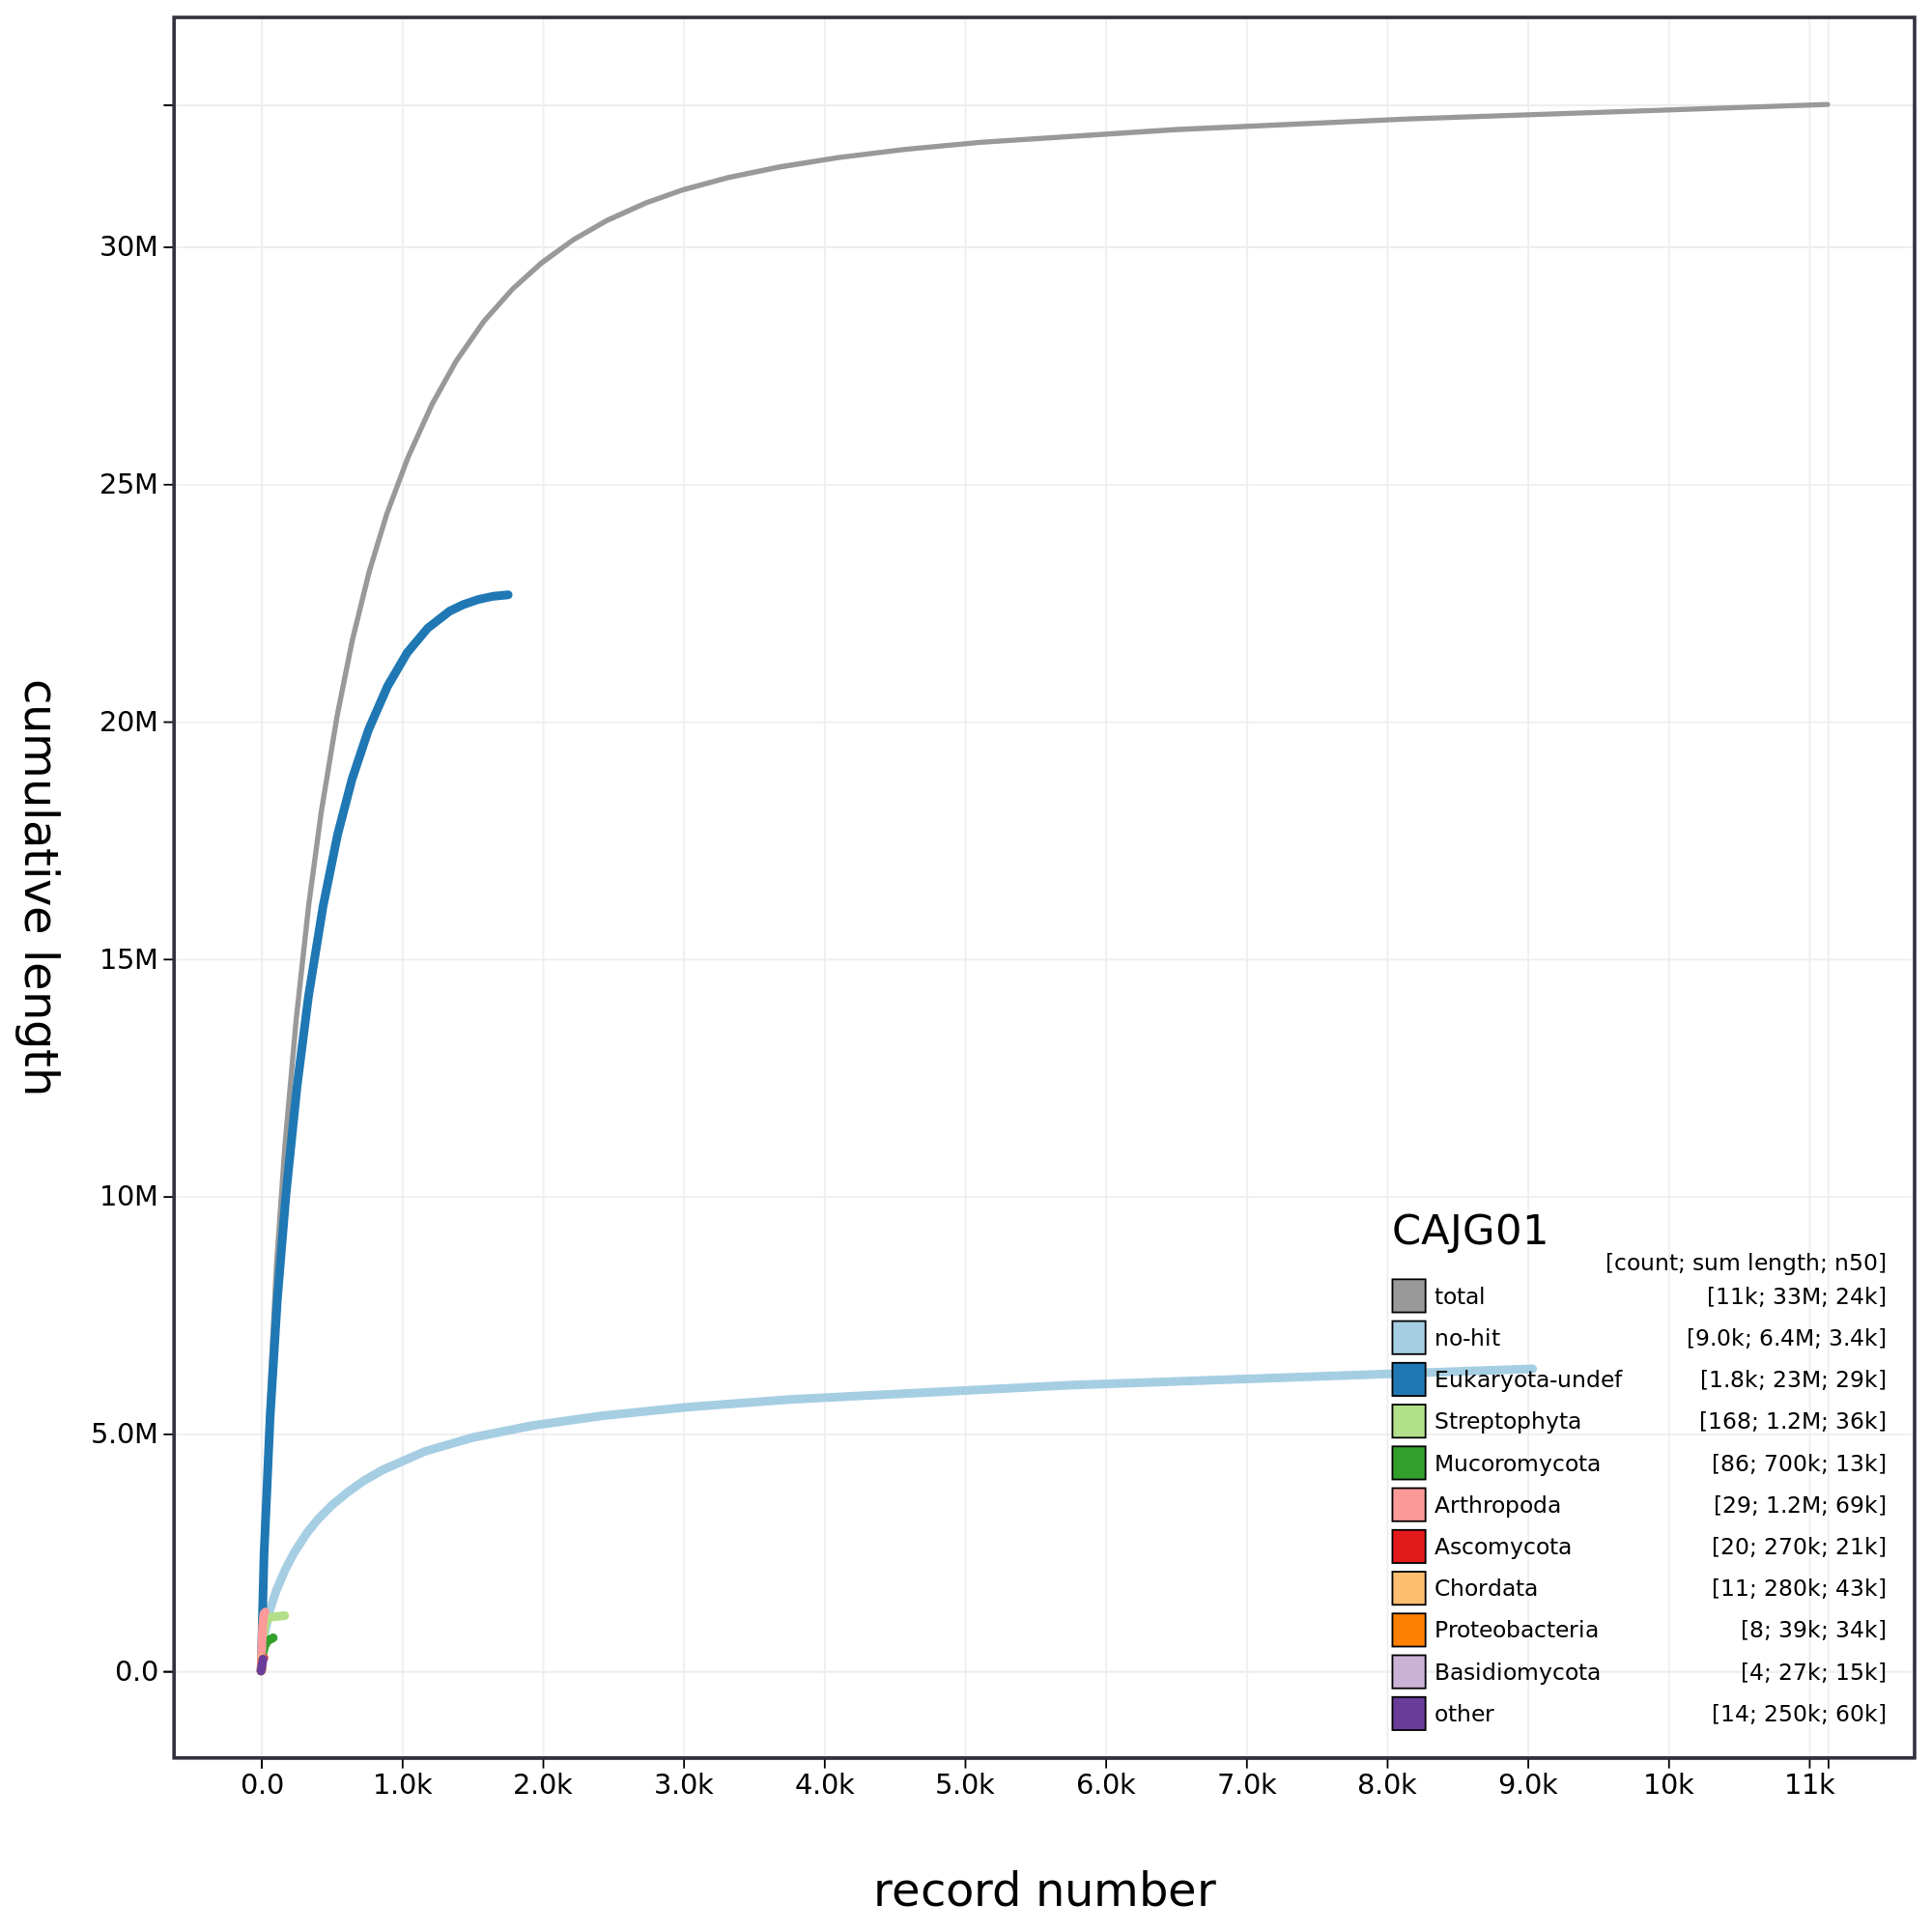 cumulative length
30M
25M
20M
15M
10M
5.0M
0.0
CAJG01
[count; sum length; n50]
total [11k; 33M; 24k]
no-hit [9.0k; 6.4M; 3.4k]
Eukaryota-undef [1.8k; 23M; 29k]
Streptophyta [168; 1.2M; 36k]
Mucoromycota [86; 700k; 13k]
Arthropoda [29; 1.2M; 69k]
Ascomycota [20; 270k; 21k]
Chordata [11; 280k; 43k]
Proteobacteria [8; 39k; 34k]
Basidiomycota [4; 27k; 15k]
other [14; 250k; 60k]
0.0 1.0k 2.0k 3.0k 4.0k 5.0k 6.0k 7.0k 8.0k 9.0k 10k 11k
record number